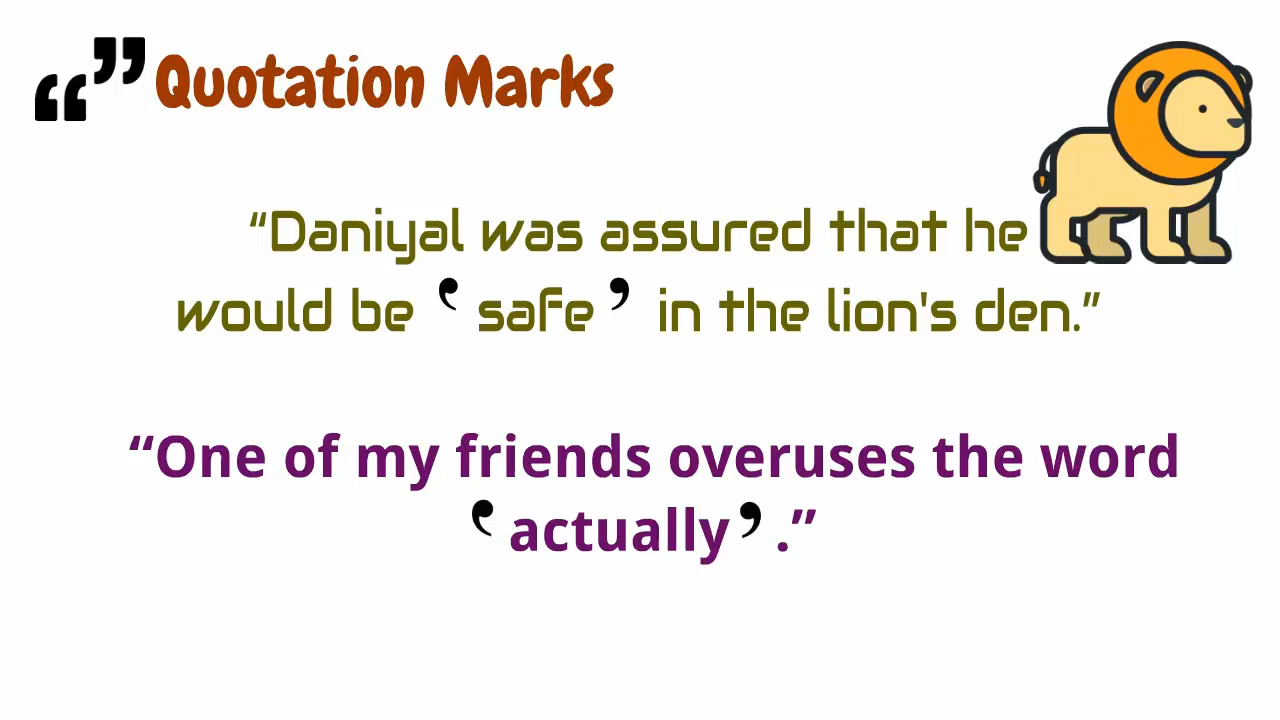 “” Quotation Marks
“Daniyal was assured that he
would be ‛ safe ’ in the lion's den.”
“One of my friends overuses the word
‛ actually ’ .”